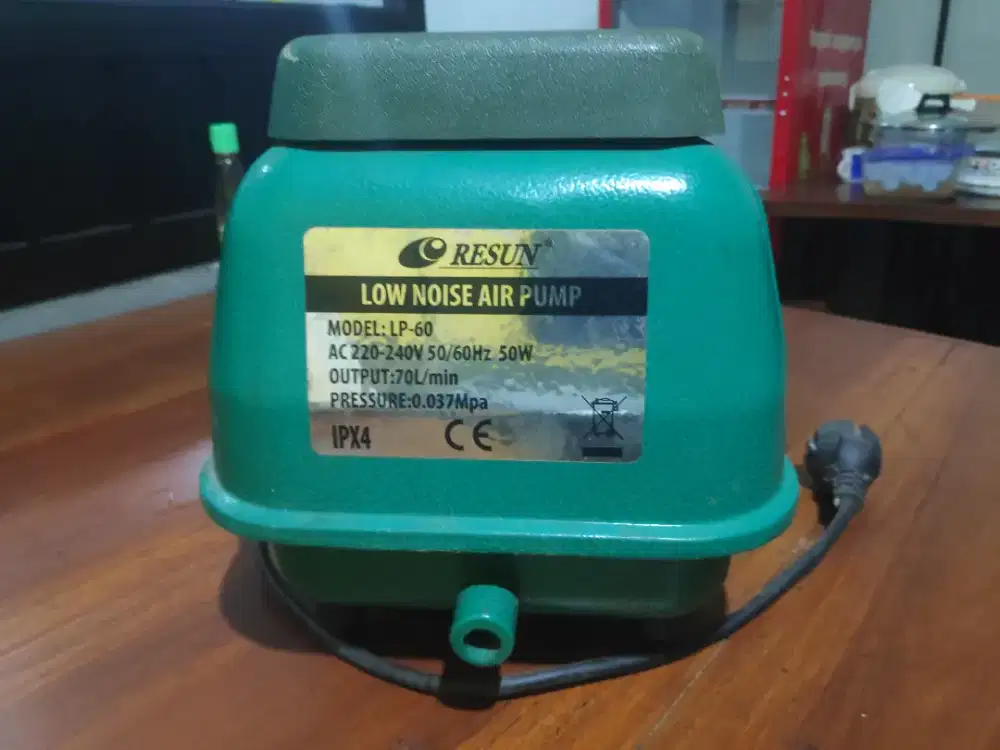 RESUN®
LOW NOISE AIR PUMP
MODEL: LP-60
AC 220-240V 50/60Hz 50W
OUTPUT:70L/min
PRESSURE:0.037Mpa
IPX4 CE